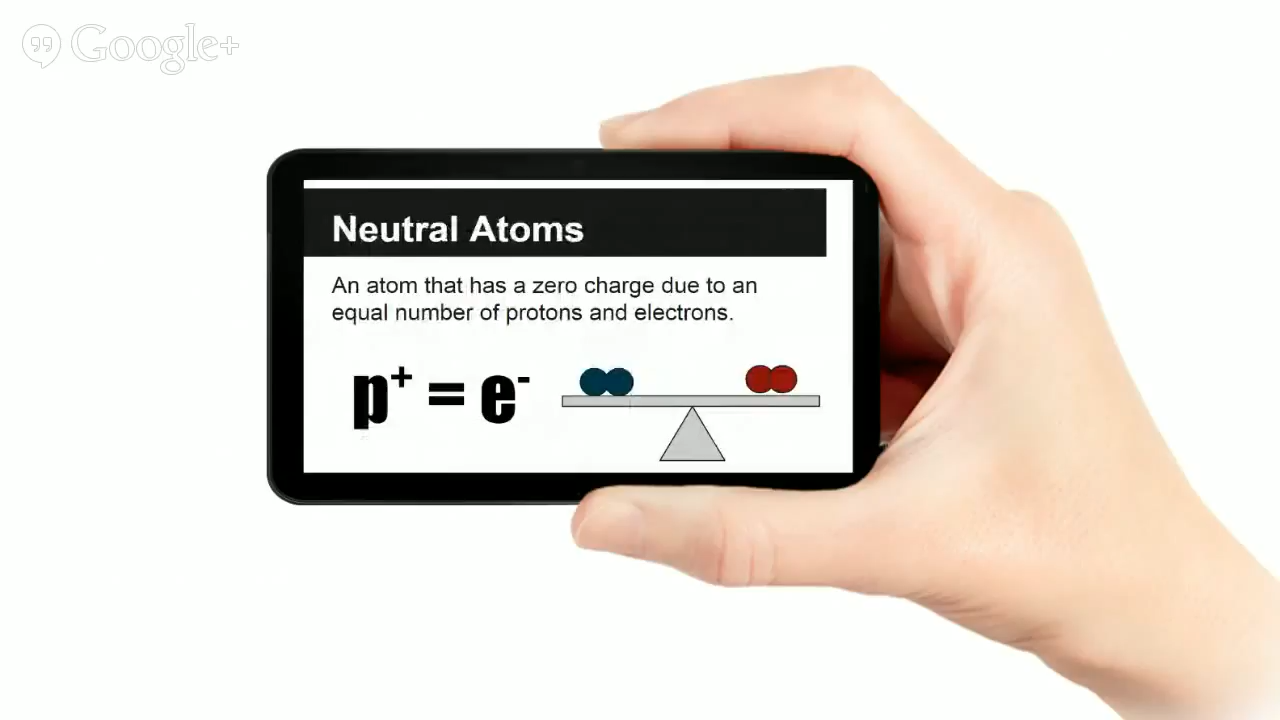 Google+
Neutral Atoms
An atom that has a zero charge due to an
equal number of protons and electrons.
p⁺ = e⁻